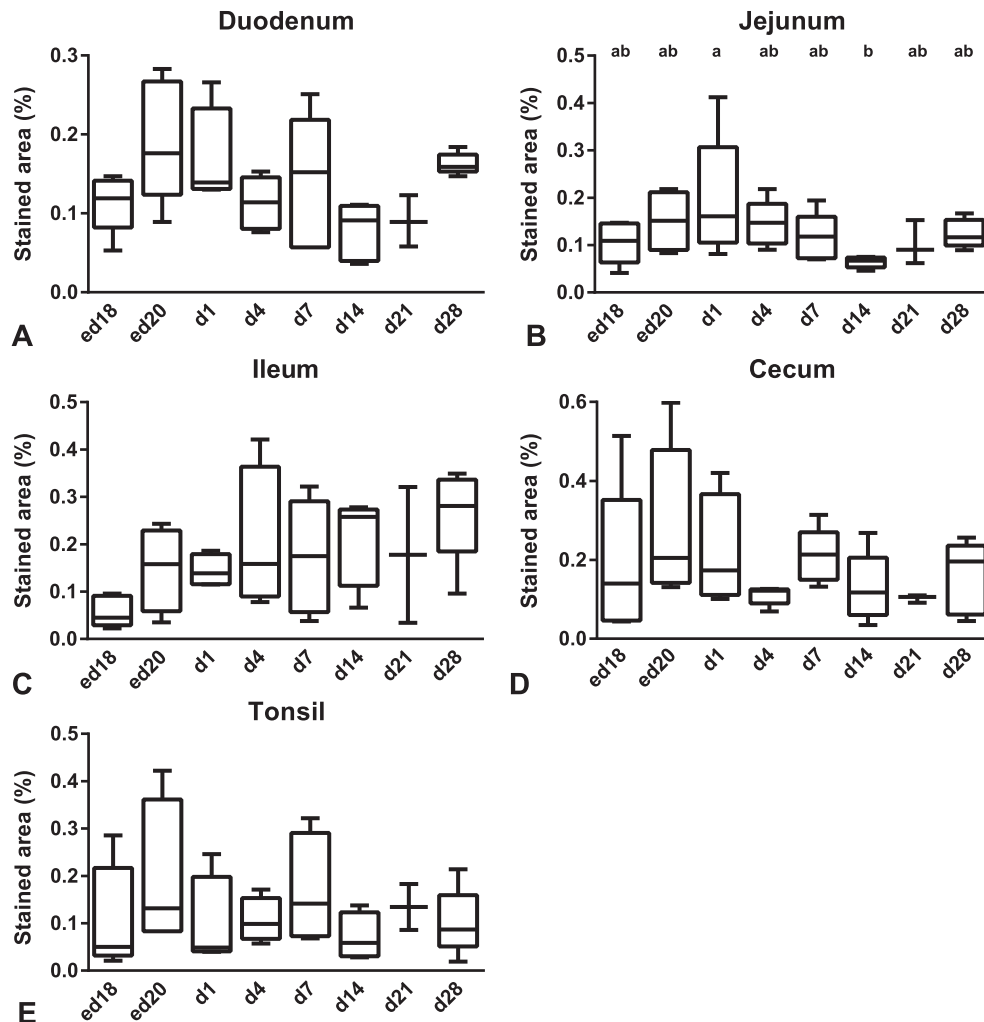 Duodenum
Stained area (%)
0.3
0.2
0.1
0.0
ed18 ed20 d1 d4 d7 d14 d21 d28
A
Jejunum
Stained area (%)
ab ab a ab ab b ab ab
0.5
0.4
0.3
0.2
0.1
0.0
ed18 ed20 d1 d4 d7 d14 d21 d28
B
Ileum
Stained area (%)
0.5
0.4
0.3
0.2
0.1
0.0
ed18 ed20 d1 d4 d7 d14 d21 d28
C
Cecum
Stained area (%)
0.6
0.4
0.2
0.0
ed18 ed20 d1 d4 d7 d14 d21 d28
D
Tonsil
Stained area (%)
0.5
0.4
0.3
0.2
0.1
0.0
ed18 ed20 d1 d4 d7 d14 d21 d28
E